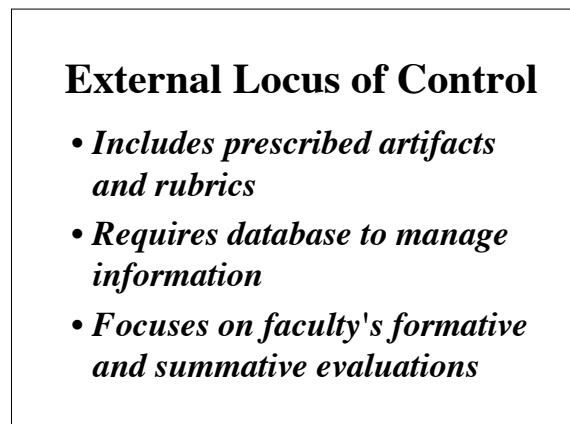 External Locus of Control
• Includes prescribed artifacts
and rubrics
• Requires database to manage
information
• Focuses on faculty's formative
and summative evaluations